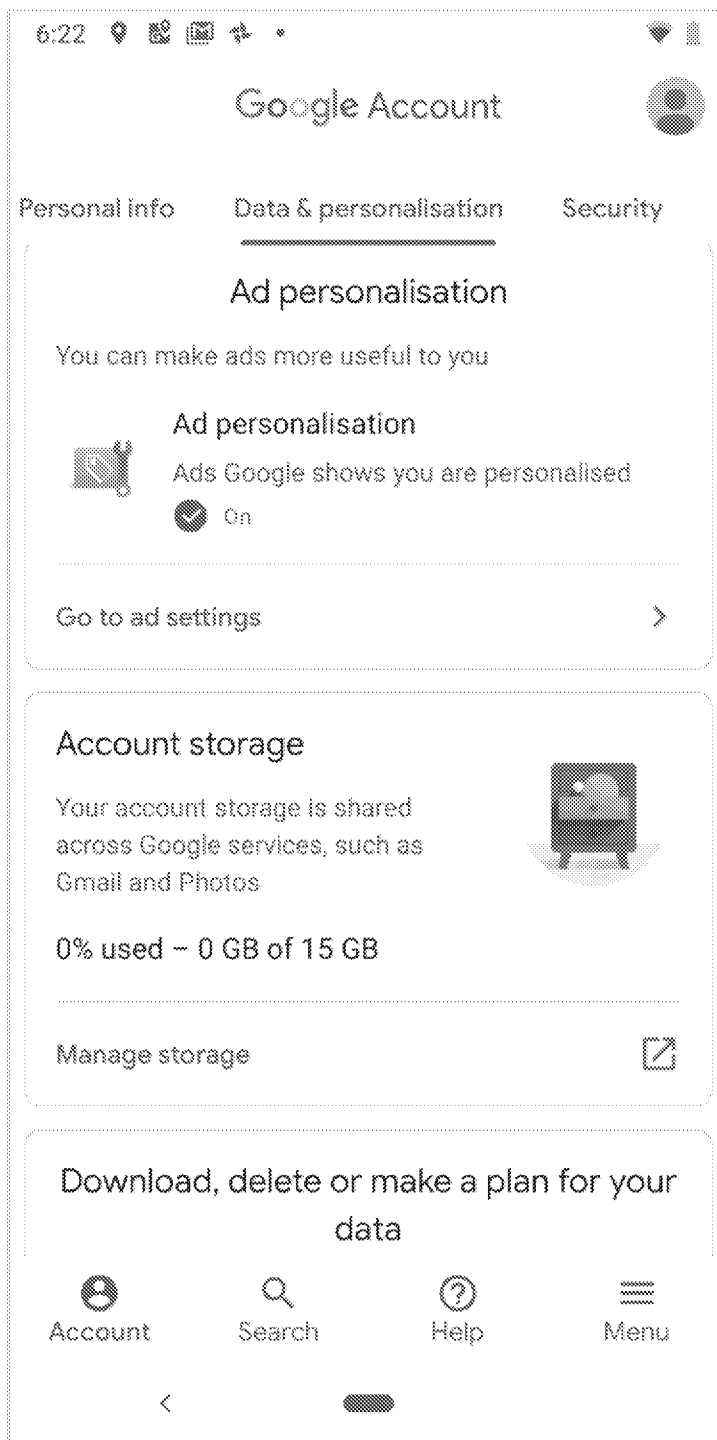 6:22
Google Account
Personal info
Data & personalisation
Security
Ad personalisation
You can make ads more useful to you
Ad personalisation
Ads Google shows you are personalised
On
Go to ad settings
Account storage
Your account storage is shared
across Google services, such as
Gmail and Photos
0% used – 0 GB of 15 GB
Manage storage
Download, delete or make a plan for your
data
Account
Search
Help
Menu